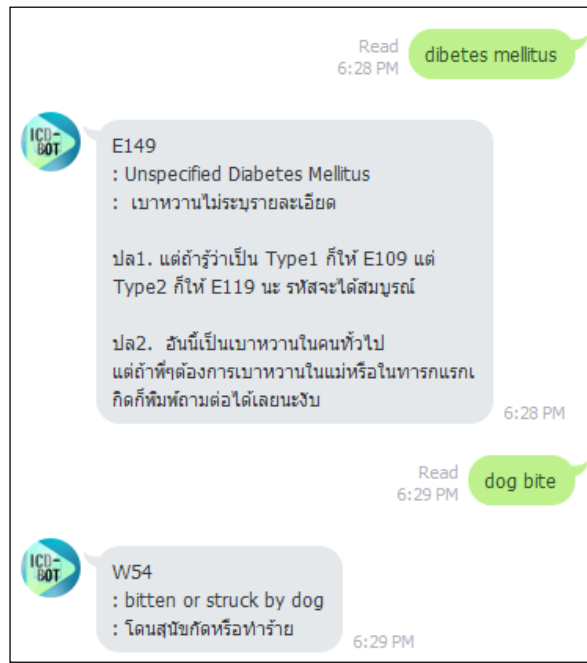 Read
6:28 PM
dibetes mellitus
ICD-
BOT
E149
: Unspecified Diabetes Mellitus
: เบาหวานไม่ระบุรายละเอียด
ปล1. แต่ถ้ารู้ว่าเป็น Type1 ก็ให้ E109 แต่
Type2 ก็ให้ E119 นะ รหัสจะได้สมบูรณ์
ปล2. อันนี้เป็นเบาหวานในคนทั่วไป
แต่ถ้าพี่ๆต้องการเบาหวานในแม่หรือในทารกแรกเ
กิดก็พิมพ์ถามต่อได้เลยนะงับ
6:28 PM
Read
6:29 PM
dog bite
ICD-
BOT
W54
: bitten or struck by dog
: โดนสุนัขกัดหรือทำร้าย
6:29 PM